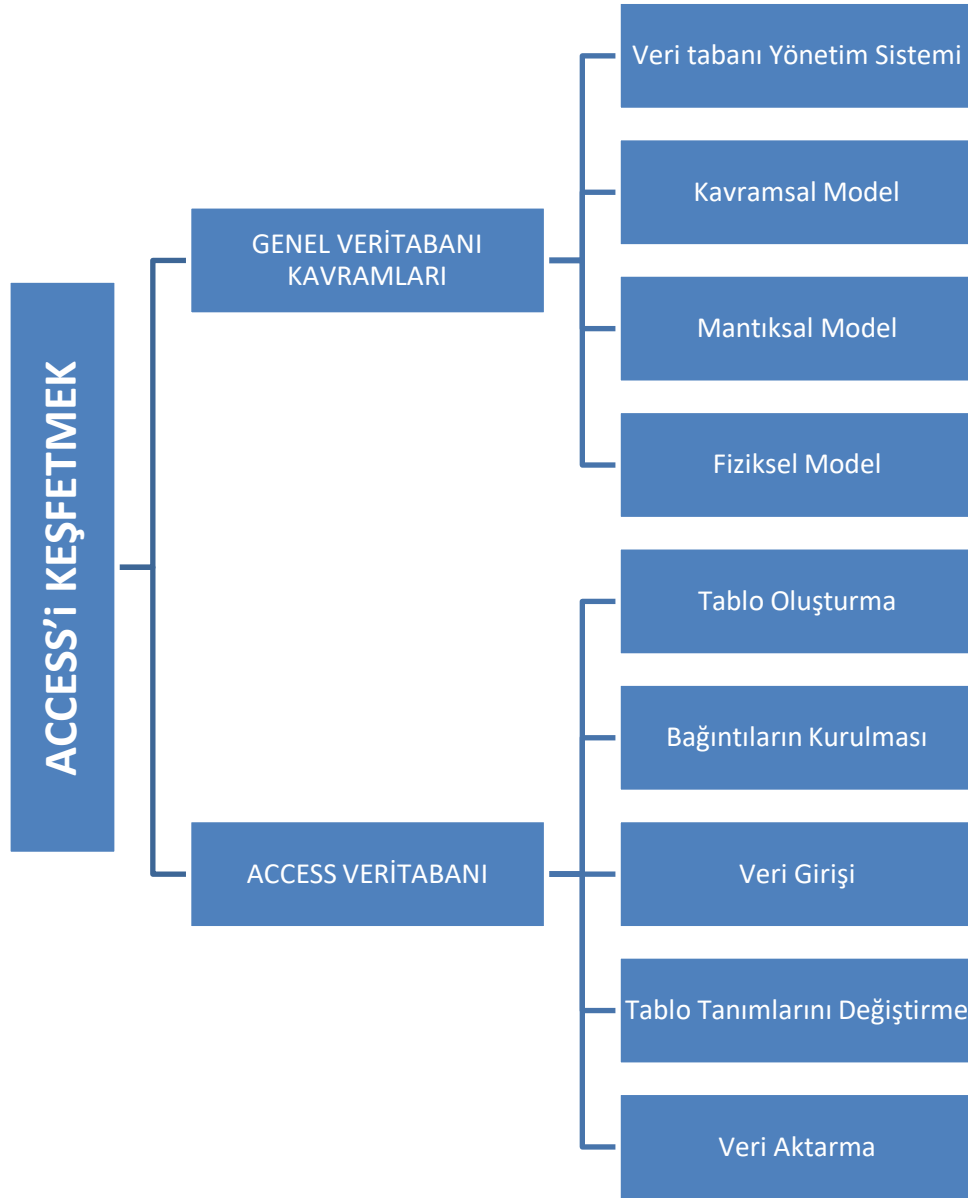 ACCESS’i KEŞFETMEK
GENEL VERİTABANI
KAVRAMLARI
Veri tabanı Yönetim Sistemi
Kavramsal Model
Mantıksal Model
Fiziksel Model
ACCESS VERİTABANI
Tablo Oluşturma
Bağıntıların Kurulması
Veri Girişi
Tablo Tanımlarını Değiştirme
Veri Aktarma